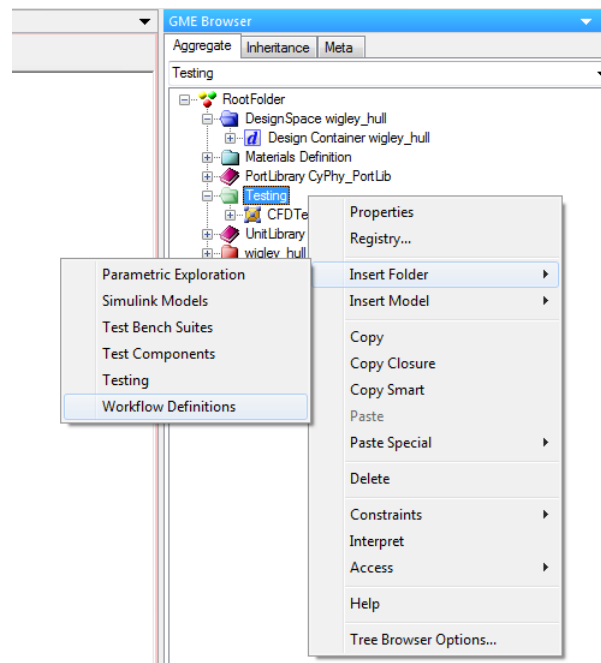 GME Browser
Aggregate Inheritance Meta
Testing
RootFolder
DesignSpace wigley_hull
d Design Container wigley_hull
Materials Definition
PortLibrary CyPhy_PortLib
Testing
CFDTe
UnitLibrary
wigley_hull
Properties
Registry...
Insert Folder
Insert Model
Copy
Copy Closure
Copy Smart
Paste
Paste Special
Delete
Constraints
Interpret
Access
Help
Tree Browser Options...
Parametric Exploration
Simulink Models
Test Bench Suites
Test Components
Testing
Workflow Definitions